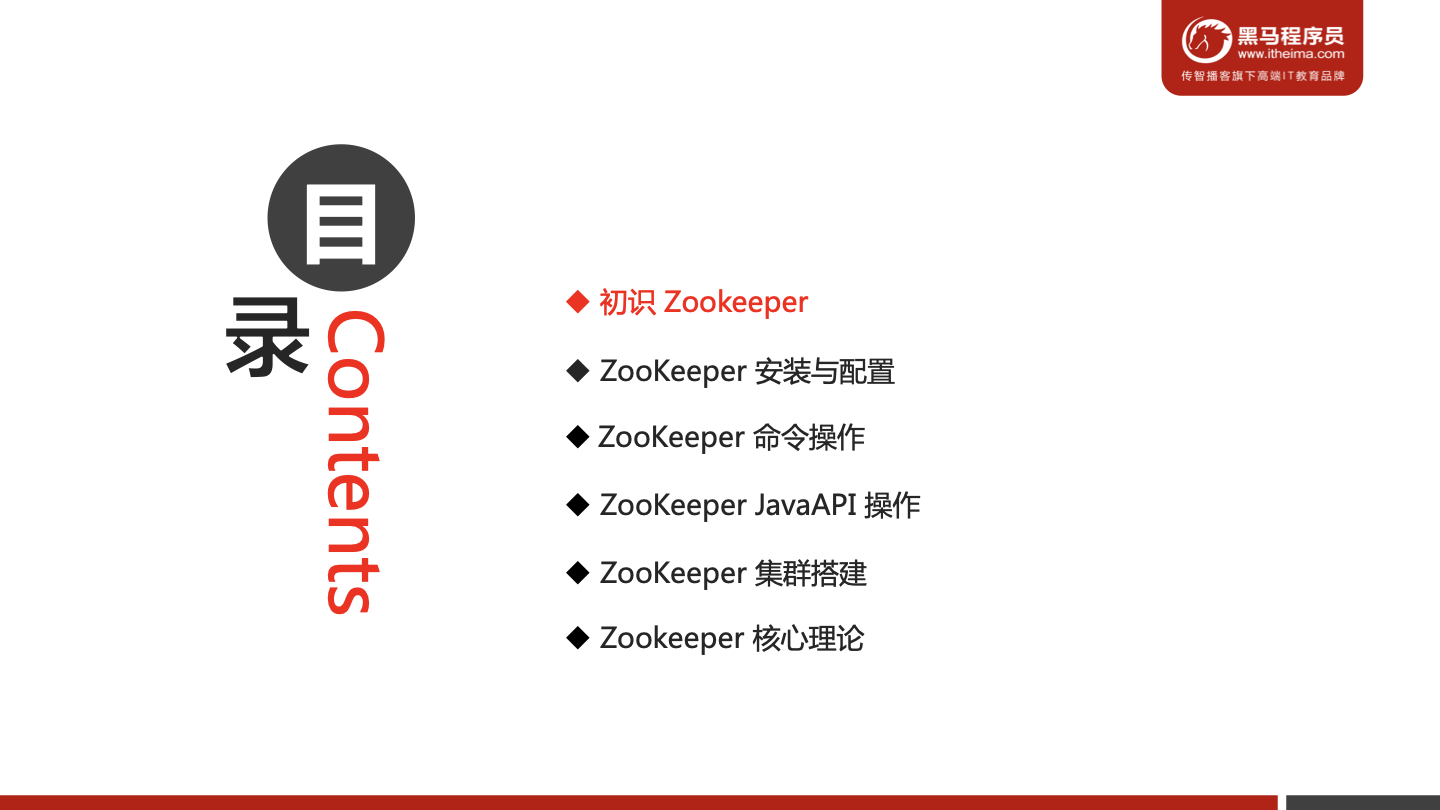 黑马程序员
www.itheima.com
传智播客旗下高端IT教育品牌
目
录
Contents
初识 Zookeeper
ZooKeeper 安装与配置
ZooKeeper 命令操作
ZooKeeper JavaAPI 操作
ZooKeeper 集群搭建
Zookeeper 核心理论